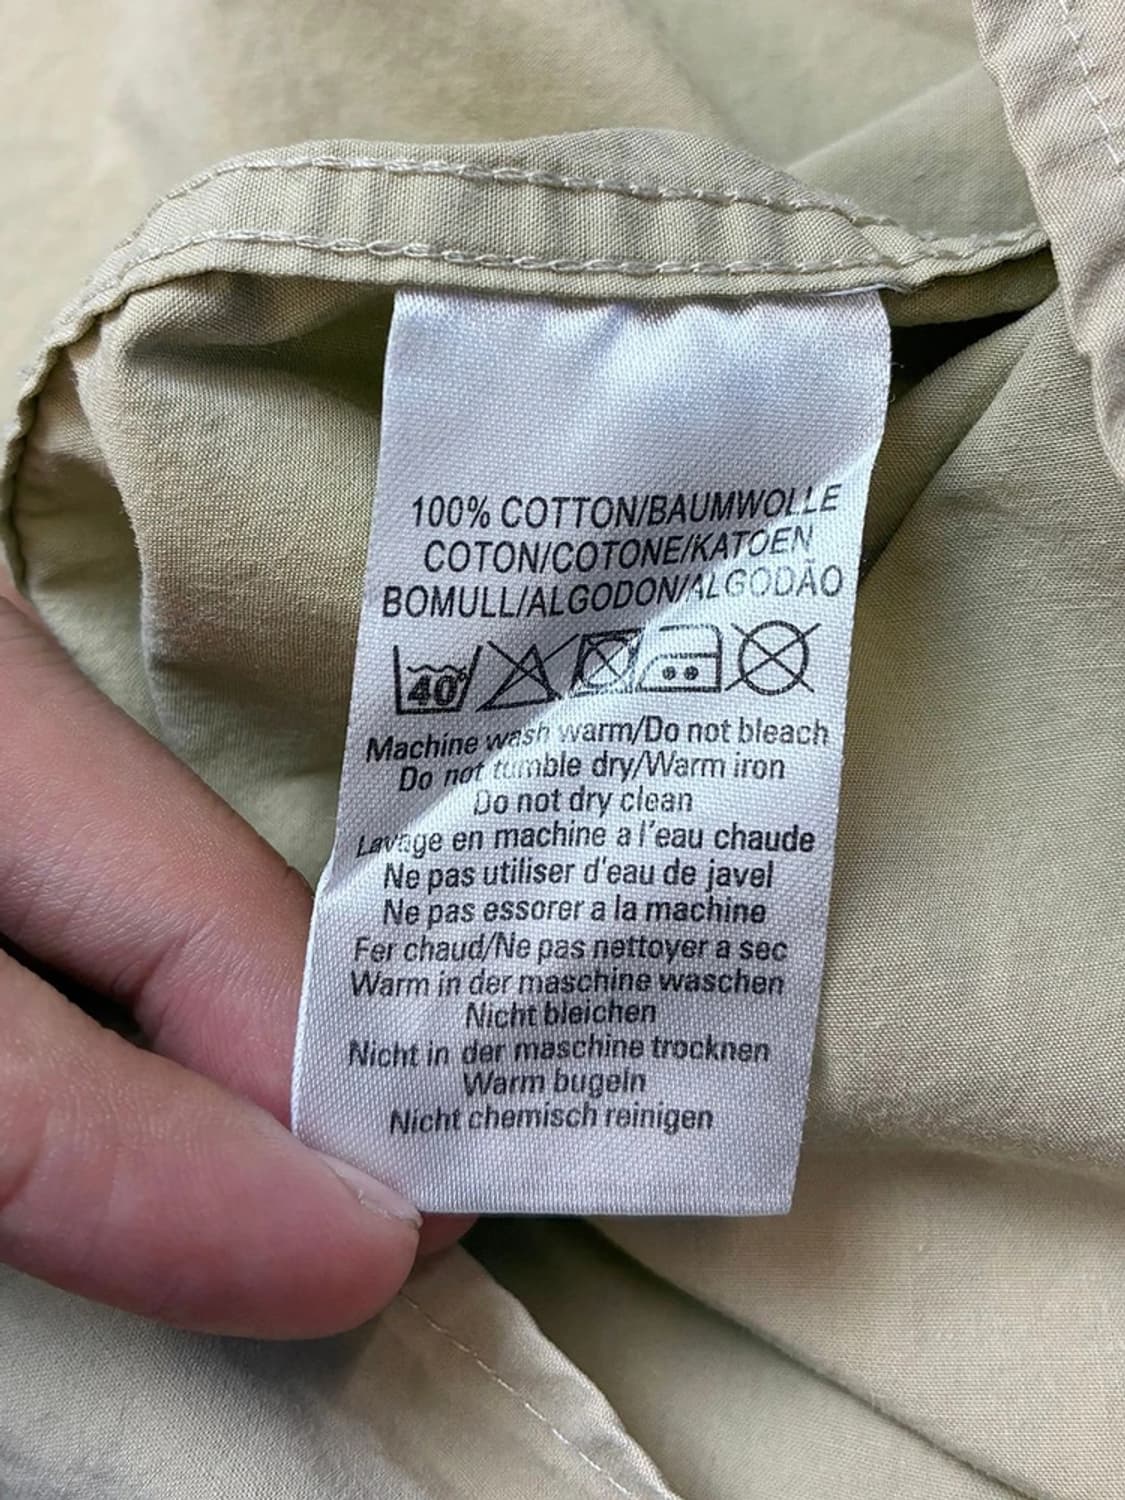 100% COTTON/BAUMWOLLE
COTON/COTONE/KATOEN
BOMULL/ALGODON/ALGODÃO
40°
Machine wash warm/Do not bleach
Do not tumble dry/Warm iron
Do not dry clean
Lavage en machine a l'eau chaude
Ne pas utiliser d'eau de javel
Ne pas essorer a la machine
Fer chaud/Ne pas nettoyer a sec
Warm in der maschine waschen
Nicht bleichen
Nicht in der maschine trocknen
Warm bugeln
Nicht chemisch reinigen